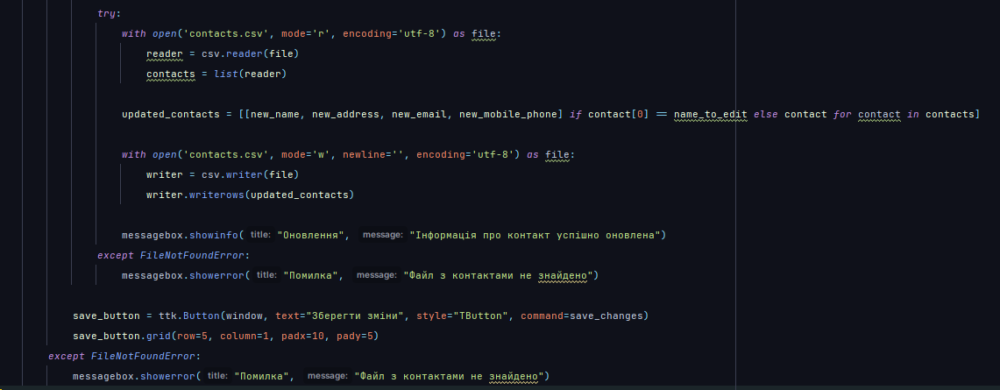 try:
with open('contacts.csv', mode='r', encoding='utf-8') as file:
reader = csv.reader(file)
contacts = list(reader)
updated_contacts = [[new_name, new_address, new_email, new_mobile_phone] if contact[0] == name_to_edit else contact for contact in contacts]
with open('contacts.csv', mode='w', newline='', encoding='utf-8') as file:
writer = csv.writer(file)
writer.writerows(updated_contacts)
messagebox.showinfo( title: "Оновлення", message: "Інформація про контакт успішно оновлена")
except FileNotFoundError:
messagebox.showerror( title: "Помилка", message: "Файл з контактами не знайдено")
save_button = ttk.Button(window, text="Зберегти зміни", style="TButton", command=save_changes)
save_button.grid(row=5, column=1, padx=10, pady=5)
except FileNotFoundError:
messagebox.showerror( title: "Помилка", message: "Файл з контактами не знайдено")